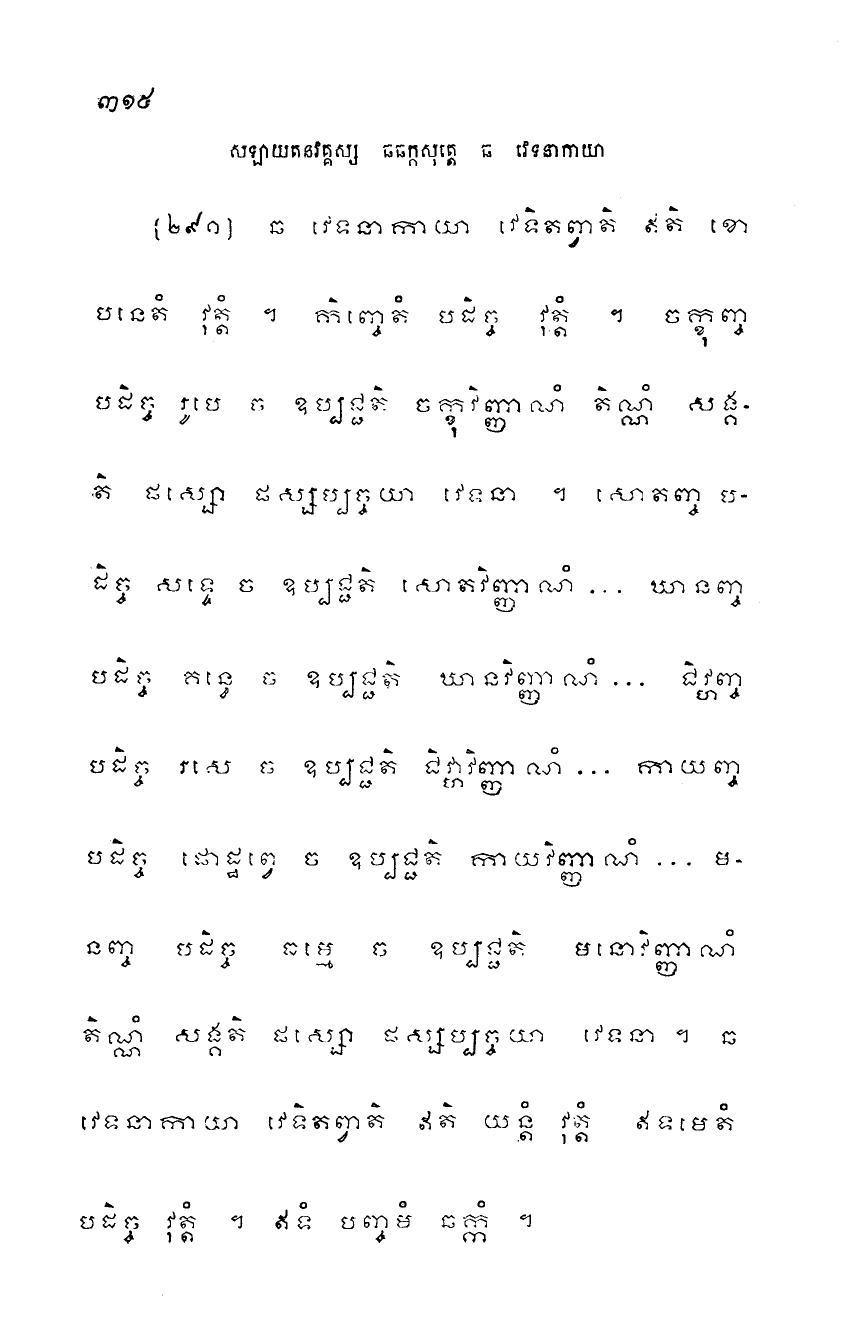 ៣១៥
សឡាយតនវគ្គស្ស ឆឆក្កសុត្តេ ឆ វេទនាកាយា
[២៩១] ឆ វេទនាកាយា វេទិតព្វាតិ ឥតិ ខោ
បនេតំ វុត្តំ ។ កិញ្ចេតំ បដិច្ច វុត្តំ ។ ចក្ខុញ្ច
បដិច្ច រូបេ ច ឧប្បជ្ជតិ ចក្ខុវិញ្ញាណំ តិណ្ណំ សង្គ-
តិ ផស្សោ ផស្សប្បច្ចយា វេទនា ។ សោតញ្ច ប-
ដិច្ច សទ្ទេ ច ឧប្បជ្ជតិ សោតវិញ្ញាណំ ... ឃានញ្ច
បដិច្ច គន្ធេ ច ឧប្បជ្ជតិ ឃានវិញ្ញាណំ ... ជិវ្ហញ្ច
បដិច្ច រសេ ច ឧប្បជ្ជតិ ជិវ្ហាវិញ្ញាណំ ... កាយញ្ច
បដិច្ច ផោដ្ឋព្វេ ច ឧប្បជ្ជតិ កាយវិញ្ញាណំ ... ម-
នញ្ច បដិច្ច ធម្មេ ច ឧប្បជ្ជតិ មនោវិញ្ញាណំ
តិណ្ណំ សង្គតិ ផស្សោ ផស្សប្បច្ចយា វេទនា ។ ឆ
វេទនាកាយា វេទិតព្វាតិ ឥតិ យន្តំ វុត្តំ ឥទមេតំ
បដិច្ច វុត្តំ ។ ឥទំ បញ្ចមំ ឆក្កំ ។